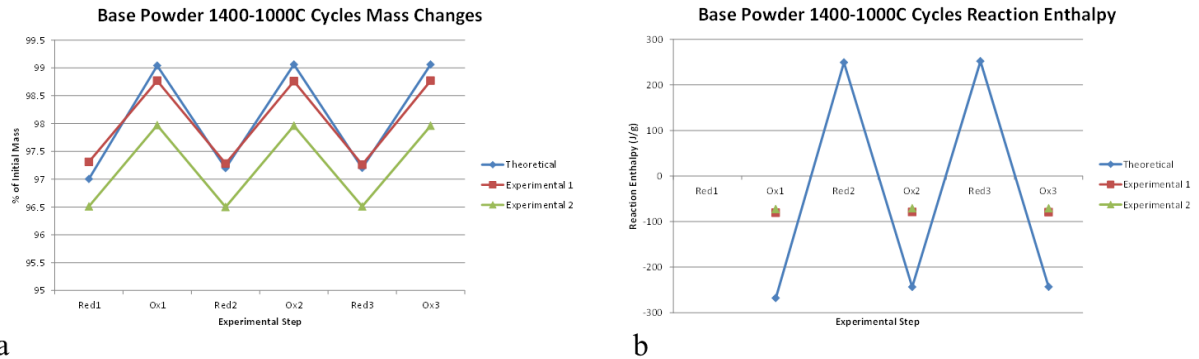 Base Powder 1400-1000C Cycles Mass Changes
% of Initial Mass
99.5
99
98.5
98
97.5
97
96.5
96
95.5
95
Red1 Ox1 Red2 Ox2 Red3 Ox3
Experimental Step
Theoretical
Experimental 1
Experimental 2
a
Base Powder 1400-1000C Cycles Reaction Enthalpy
Reaction Enthalpy (J/g)
300
200
100
0
-100
-200
-300
Red1 Ox1 Red2 Ox2 Red3 Ox3
Experimental Step
Theoretical
Experimental 1
Experimental 2
b